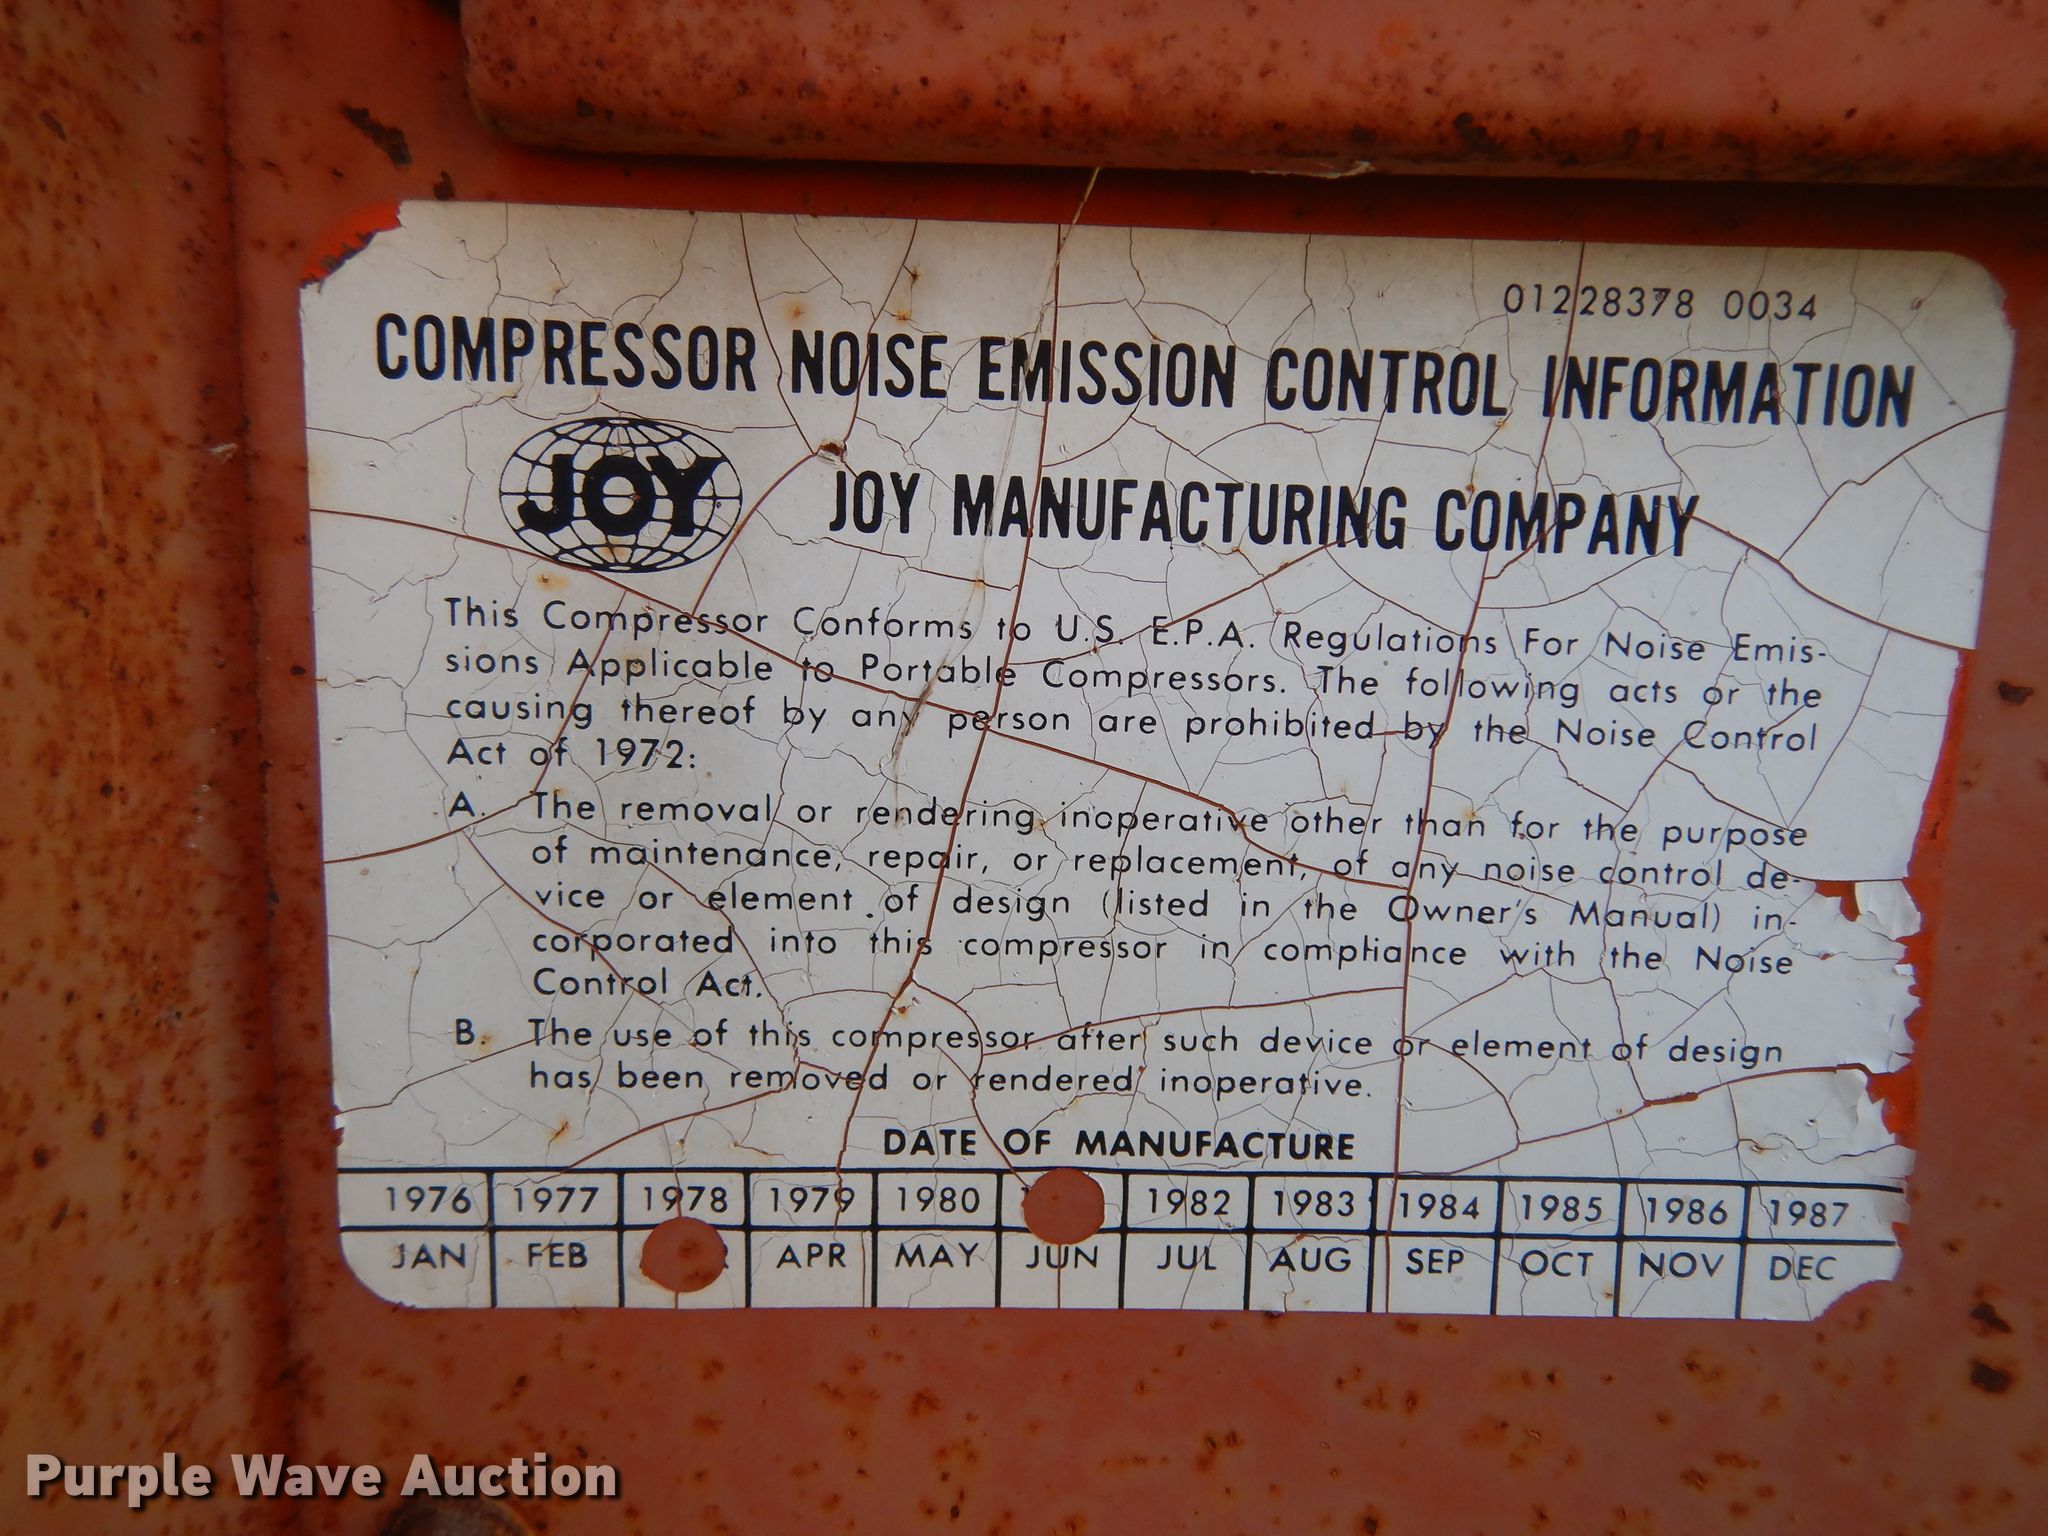 01228378 0034
COMPRESSOR NOISE EMISSION CONTROL INFORMATION
JOY JOY MANUFACTURING COMPANY
This Compressor Conforms to U.S. E.P.A. Regulations For Noise Emis-
sions Applicable to Portable Compressors. The following acts or the
causing thereof by any person are prohibited by the Noise Control
Act of 1972:
A. The removal or rendering inoperative other than for the purpose
of maintenance, repair, or replacement, of any noise control de-
vice or element of design (listed in the Owner's Manual) in-
corporated into this compressor in compliance with the Noise
Control Act.
B. The use of this compressor after such device or element of design
has been removed or rendered inoperative.
DATE OF MANUFACTURE
1976 1977 1978 1979 1980 1982 1983 1984 1985 1986 1987
JAN FEB APR MAY JUN JUL AUG SEP OCT NOV DEC
Purple Wave Auction